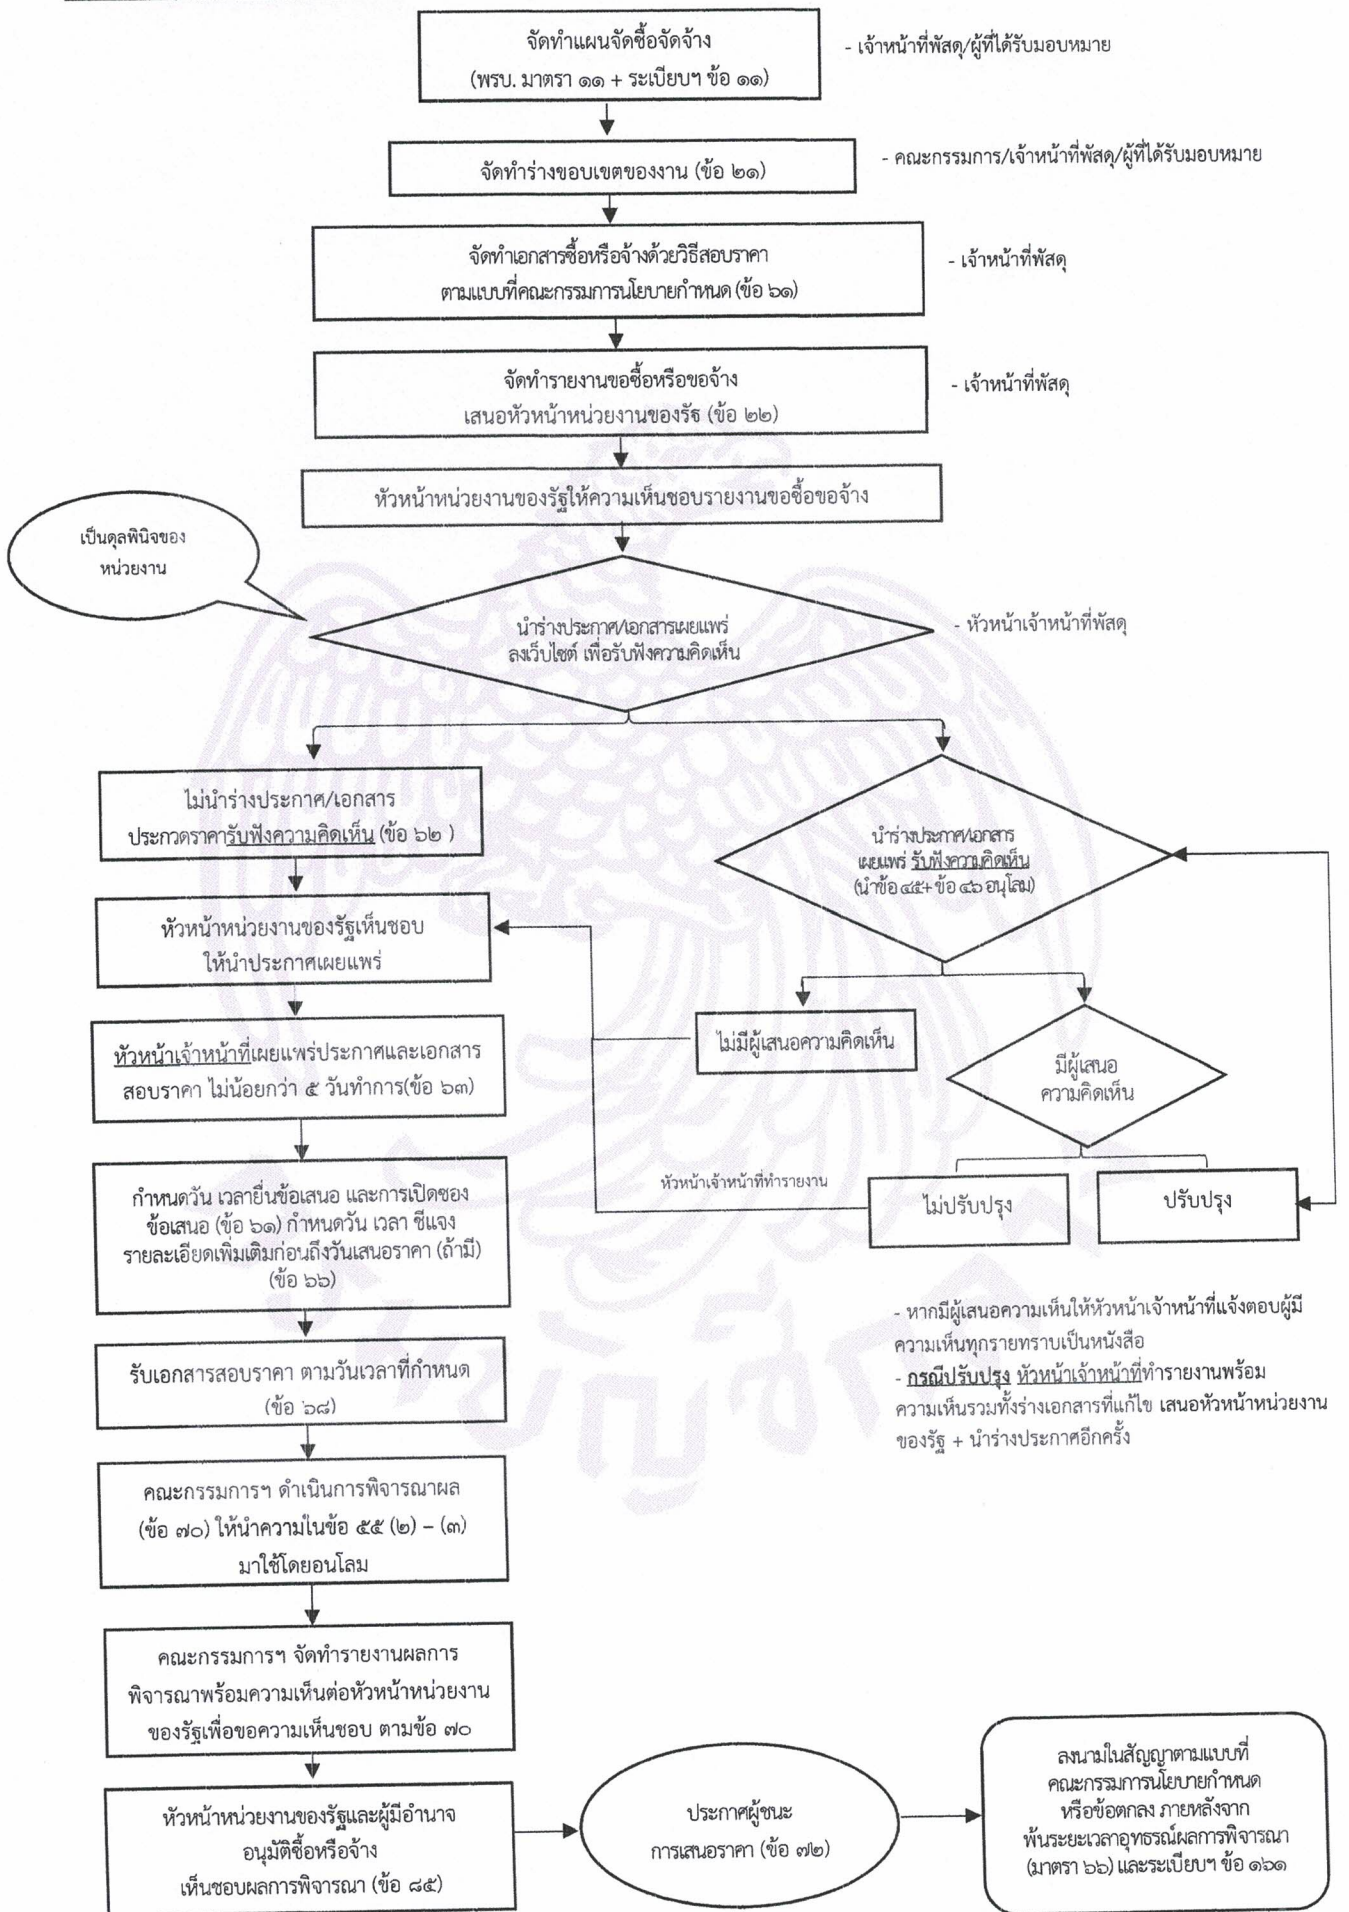 จัดทำแผนจัดซื้อจัดจ้าง
(พรบ. มาตรา ๑๑ + ระเบียบฯ ข้อ ๑๑)
- เจ้าหน้าที่พัสดุ/ผู้ที่ได้รับมอบหมาย
จัดทำร่างขอบเขตของงาน (ข้อ ๒๑)
- คณะกรรมการ/เจ้าหน้าที่พัสดุ/ผู้ที่ได้รับมอบหมาย
จัดทำเอกสารซื้อหรือจ้างด้วยวิธีสอบราคา
ตามแบบที่คณะกรรมการนโยบายกำหนด (ข้อ ๖๑)
- เจ้าหน้าที่พัสดุ
จัดทำรายงานขอซื้อหรือขอจ้าง
เสนอหัวหน้าหน่วยงานของรัฐ (ข้อ ๒๒)
- เจ้าหน้าที่พัสดุ
หัวหน้าหน่วยงานของรัฐให้ความเห็นชอบรายงานขอซื้อขอจ้าง
เป็นดุลพินิจของ
หน่วยงาน
นำร่างประกาศ/เอกสารเผยแพร่
ลงเว็บไซต์ เพื่อรับฟังความคิดเห็น
- หัวหน้าเจ้าหน้าที่พัสดุ
ไม่นำร่างประกาศ/เอกสาร
ประกวดราคารับฟังความคิดเห็น (ข้อ ๖๒ )
นำร่างประกาศ/เอกสาร
เผยแพร่ รับฟังความคิดเห็น
(นำข้อ ๔๕+ ข้อ ๔๖ อนุโลม)
หัวหน้าหน่วยงานของรัฐเห็นชอบ
ให้นำประกาศเผยแพร่
ไม่มีผู้เสนอความคิดเห็น
มีผู้เสนอ
ความคิดเห็น
หัวหน้าเจ้าหน้าที่เผยแพร่ประกาศและเอกสาร
สอบราคา ไม่น้อยกว่า ๕ วันทำการ(ข้อ ๖๓)
หัวหน้าเจ้าหน้าที่ทำรายงาน
ไม่ปรับปรุง
ปรับปรุง
กำหนดวัน เวลายื่นข้อเสนอ และการเปิดซอง
ข้อเสนอ (ข้อ ๖๑) กำหนดวัน เวลา ชี้แจง
รายละเอียดเพิ่มเติมก่อนถึงวันเสนอราคา (ถ้ามี)
(ข้อ ๖๖)
- หากมีผู้เสนอความเห็นให้หัวหน้าเจ้าหน้าที่แจ้งตอบผู้มี
ความเห็นทุกรายทราบเป็นหนังสือ
- กรณีปรับปรุง หัวหน้าเจ้าหน้าที่ทำรายงานพร้อม
ความเห็นรวมทั้งร่างเอกสารที่แก้ไข เสนอหัวหน้าหน่วยงาน
ของรัฐ + นำร่างประกาศอีกครั้ง
รับเอกสารสอบราคา ตามวันเวลาที่กำหนด
(ข้อ ๖๘)
คณะกรรมการฯ ดำเนินการพิจารณาผล
(ข้อ ๗๐) ให้นำความในข้อ ๕๕ (๒) – (๓)
มาใช้โดยอนโลม
คณะกรรมการฯ จัดทำรายงานผลการ
พิจารณาพร้อมความเห็นต่อหัวหน้าหน่วยงาน
ของรัฐเพื่อขอความเห็นชอบ ตามข้อ ๗๐
หัวหน้าหน่วยงานของรัฐและผู้มีอำนาจ
อนุมัติซื้อหรือจ้าง
เห็นชอบผลการพิจารณา (ข้อ ๘๕)
ประกาศผู้ชนะ
การเสนอราคา (ข้อ ๗๒)
ลงนามในสัญญาตามแบบที่
คณะกรรมการนโยบายกำหนด
หรือข้อตกลง ภายหลังจาก
พ้นระยะเวลาอุทธรณ์ผลการพิจารณา
(มาตรา ๖๖) และระเบียบฯ ข้อ ๑๖๑